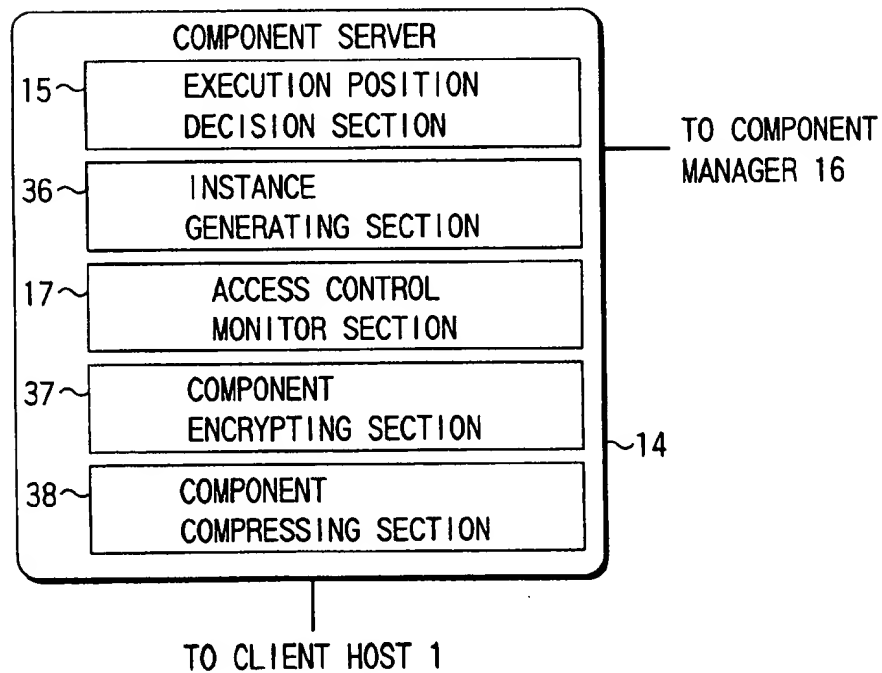 COMPONENT SERVER
15 EXECUTION POSITION
DECISION SECTION
TO COMPONENT
MANAGER 16
36 INSTANCE
GENERATING SECTION
17 ACCESS CONTROL
MONITOR SECTION
37 COMPONENT
ENCRYPTING SECTION
14
38 COMPONENT
COMPRESSING SECTION
TO CLIENT HOST 1